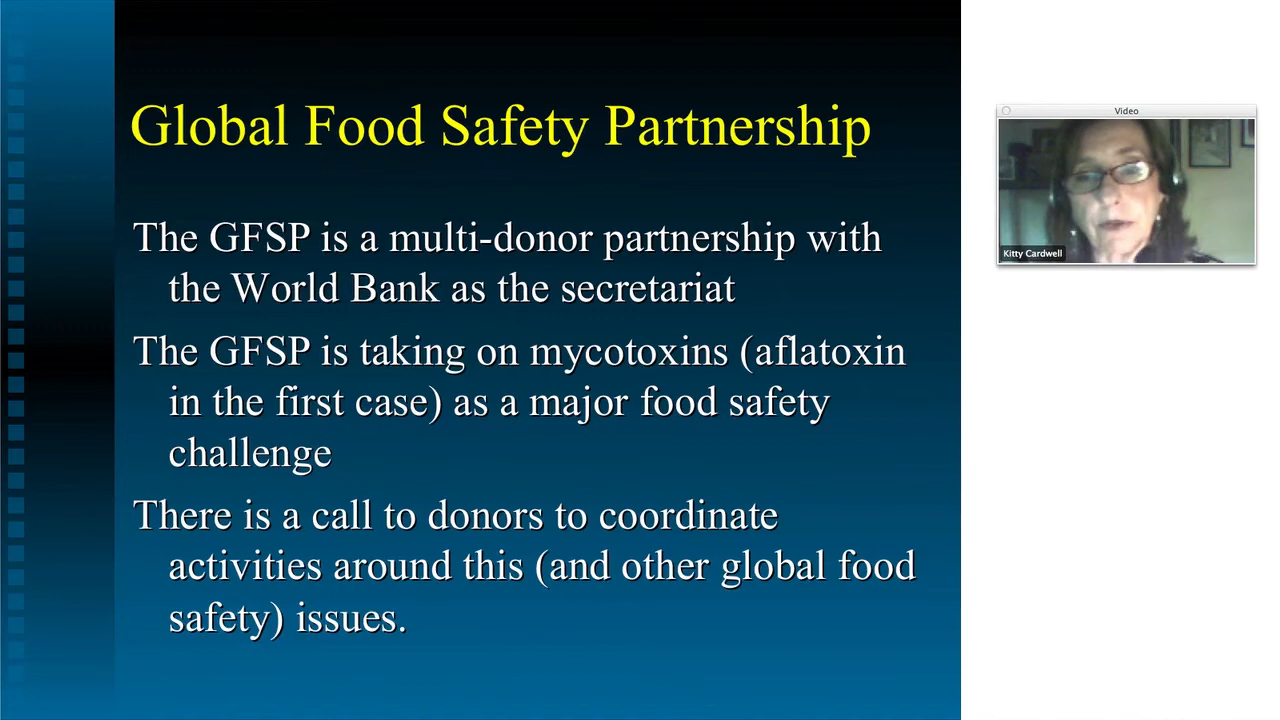 Global Food Safety Partnership
The GFSP is a multi-donor partnership with
the World Bank as the secretariat
The GFSP is taking on mycotoxins (aflatoxin
in the first case) as a major food safety
challenge
There is a call to donors to coordinate
activities around this (and other global food
safety) issues.
Video
Kitty Cardwell